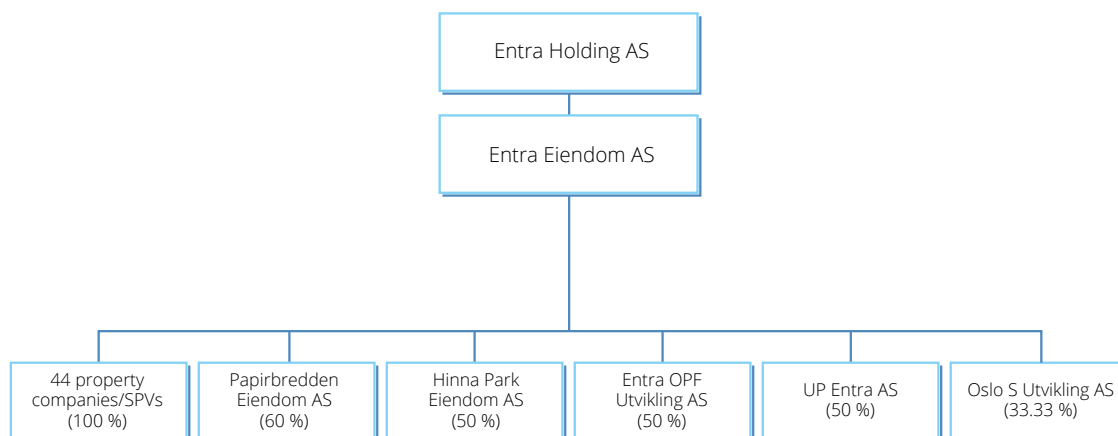 Entra Holding AS
Entra Eiendom AS
44 property
companies/SPVs
(100 %)
Papirbredden
Eiendom AS
(60 %)
Hinna Park
Eiendom AS
(50 %)
Entra OPF
Utvikling AS
(50 %)
UP Entra AS
(50 %)
Oslo S Utvikling AS
(33.33 %)